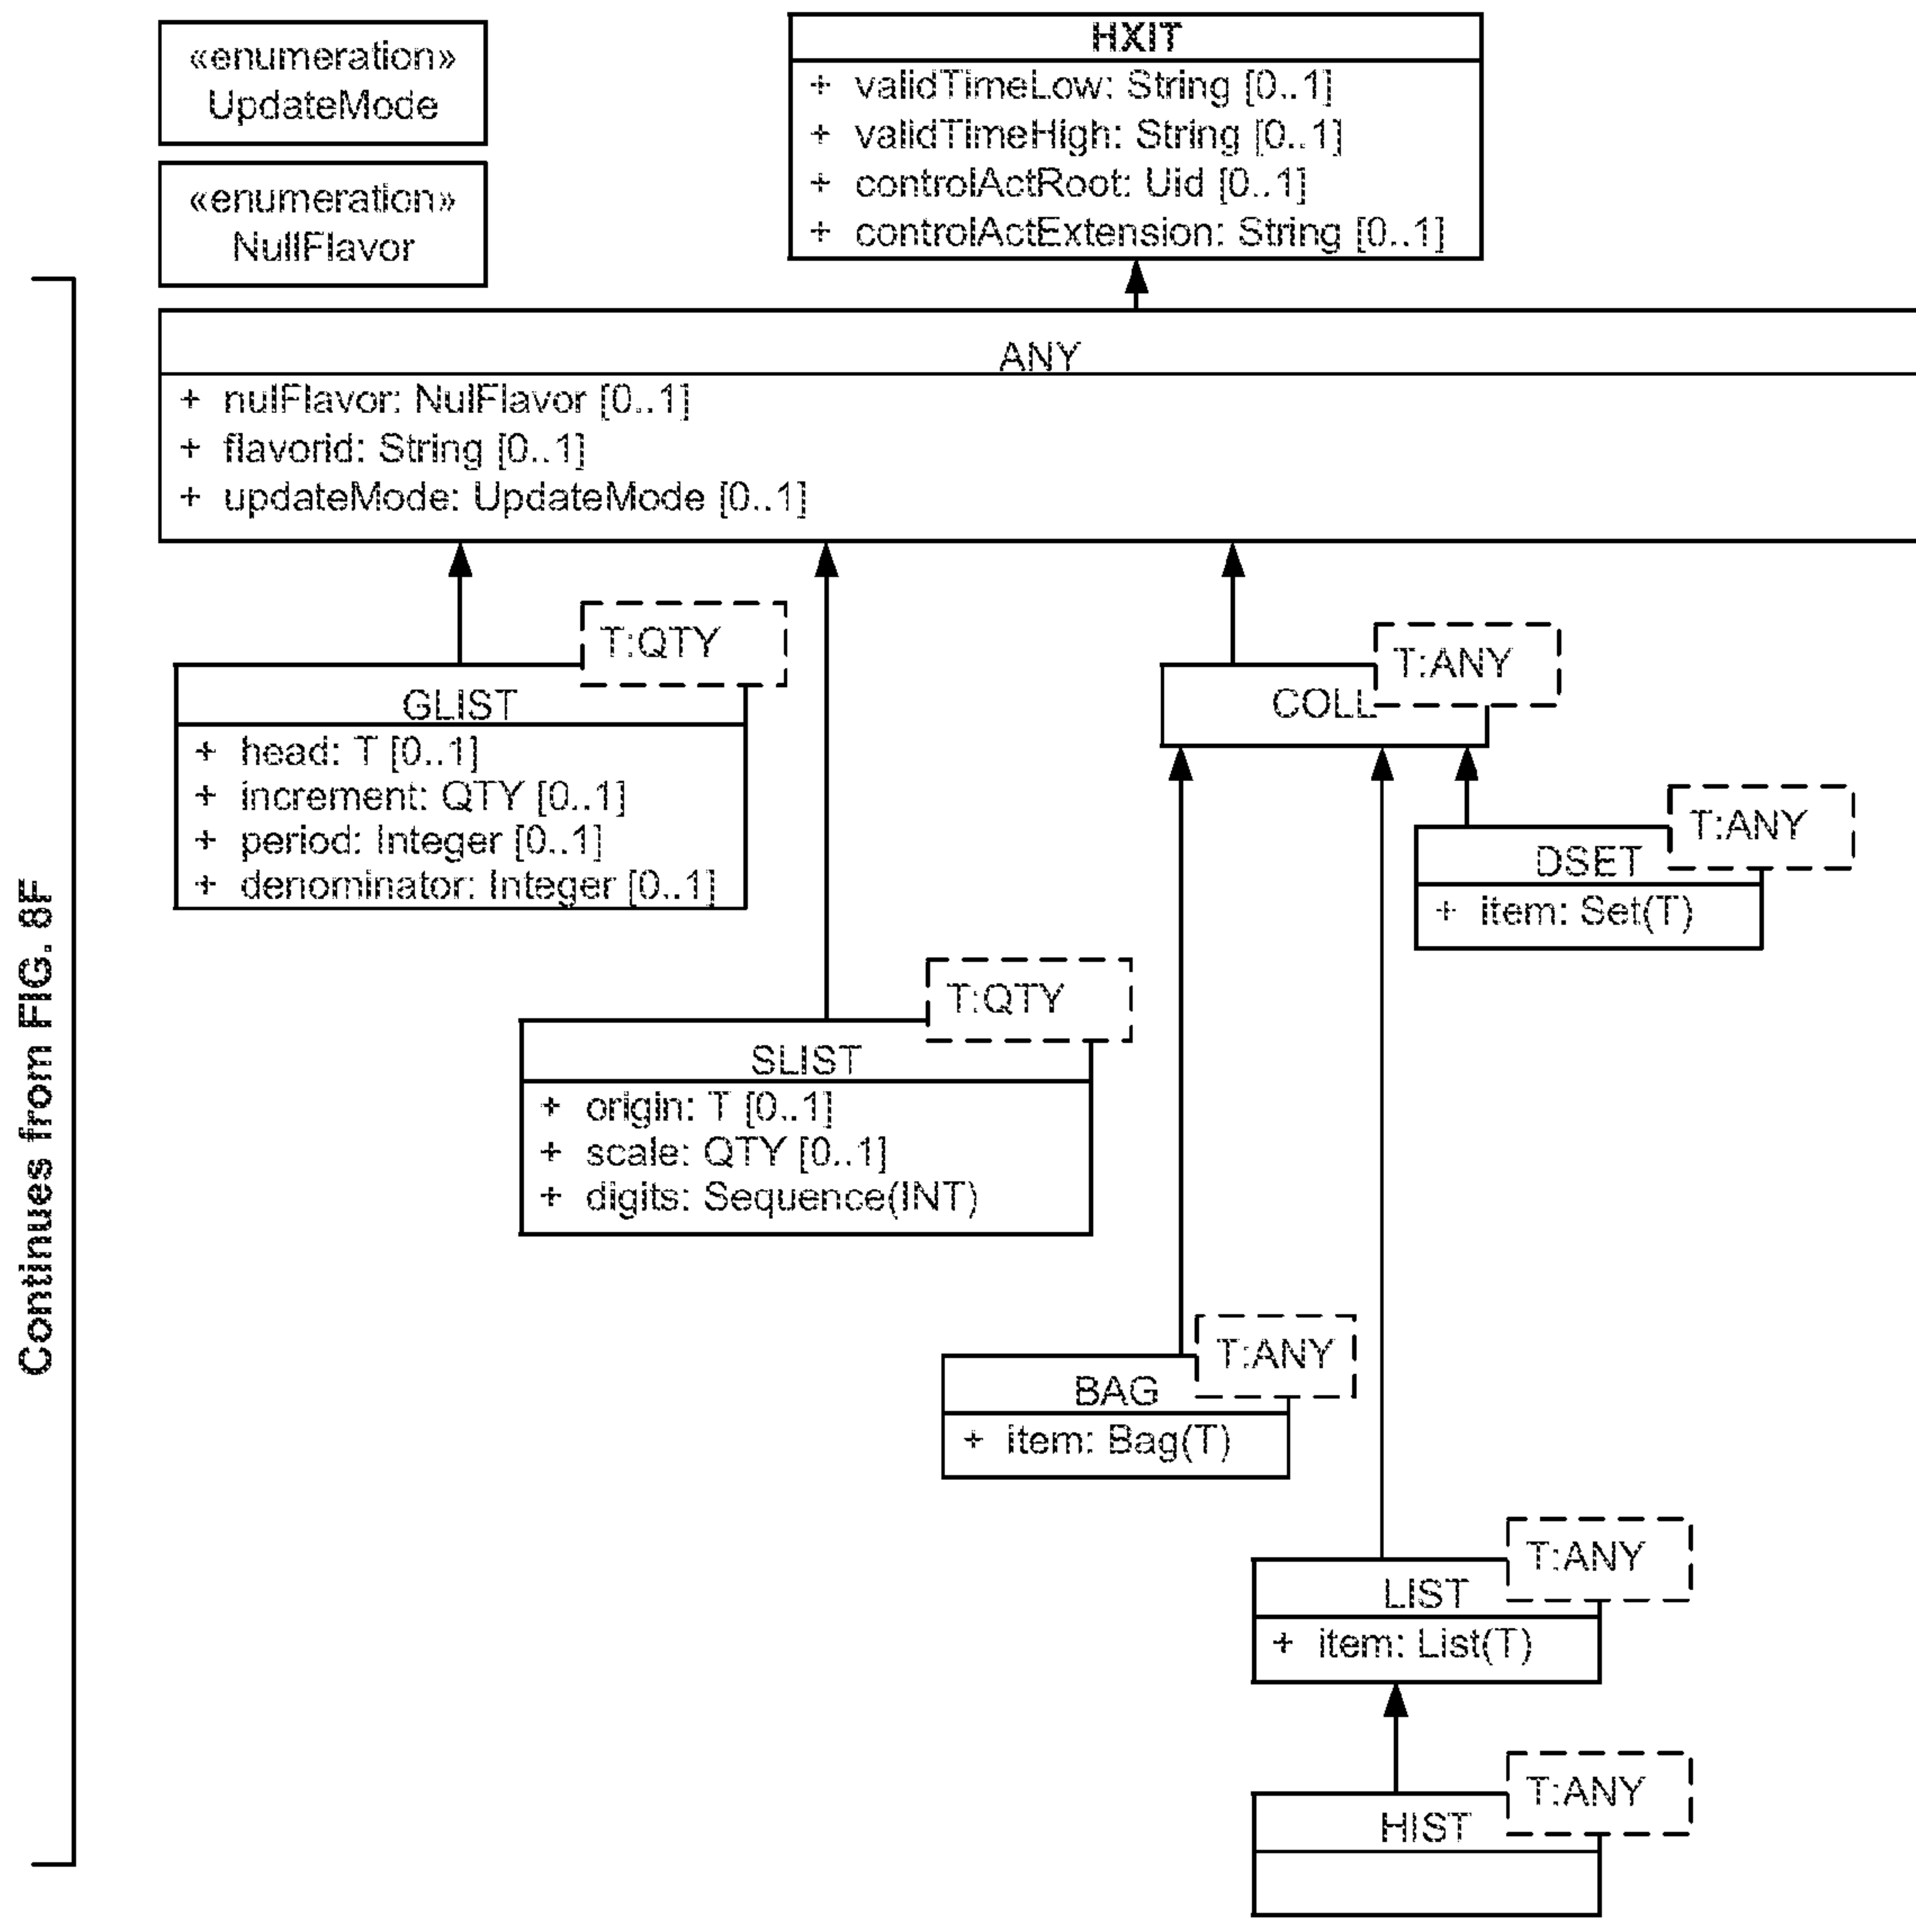 «enumeration»
UpdateMode
«enumeration»
NullFlavor
HXIT
+ validTimeLow: String [0..1]
+ validTimeHigh: String [0..1]
+ controlActRoot: Uid [0..1]
+ controlActExtension: String [0..1]
ANY
+ nulFlavor: NulFlavor [0..1]
+ flavorid: String [0..1]
+ updateMode: UpdateMode [0..1]
T:QTY
GLIST
+ head: T [0..1]
+ increment: QTY [0..1]
+ period: Integer [0..1]
+ denominator: Integer [0..1]
T:ANY
COLL
T:ANY
DSET
+ item: Set(T)
T:QTY
SLIST
+ origin: T [0..1]
+ scale: QTY [0..1]
+ digits: Sequence(INT)
T:ANY
BAG
+ item: Bag(T)
T:ANY
LIST
+ item: List(T)
T:ANY
HIST
Continues from FIG. 8F